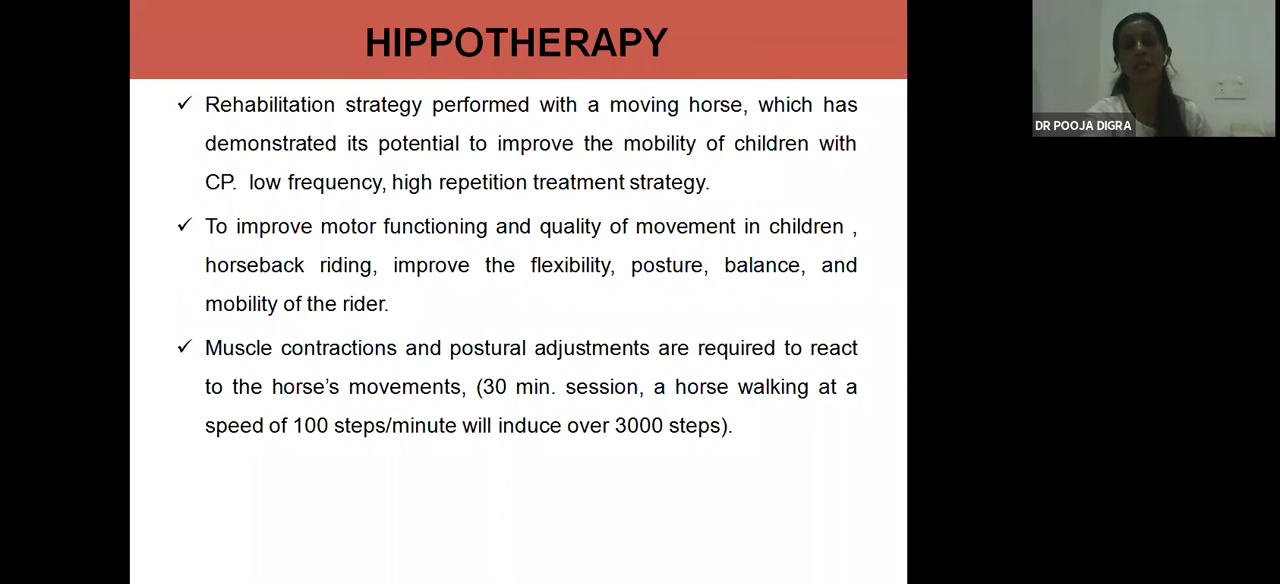 HIPPOTHERAPY
✓ Rehabilitation strategy performed with a moving horse, which has
demonstrated its potential to improve the mobility of children with
CP.  low frequency, high repetition treatment strategy.
✓ To improve motor functioning and quality of movement in children ,
horseback riding, improve the flexibility, posture, balance, and
mobility of the rider.
✓ Muscle contractions and postural adjustments are required to react
to the horse’s movements, (30 min. session, a horse walking at a
speed of 100 steps/minute will induce over 3000 steps).
DR POOJA DIGRA